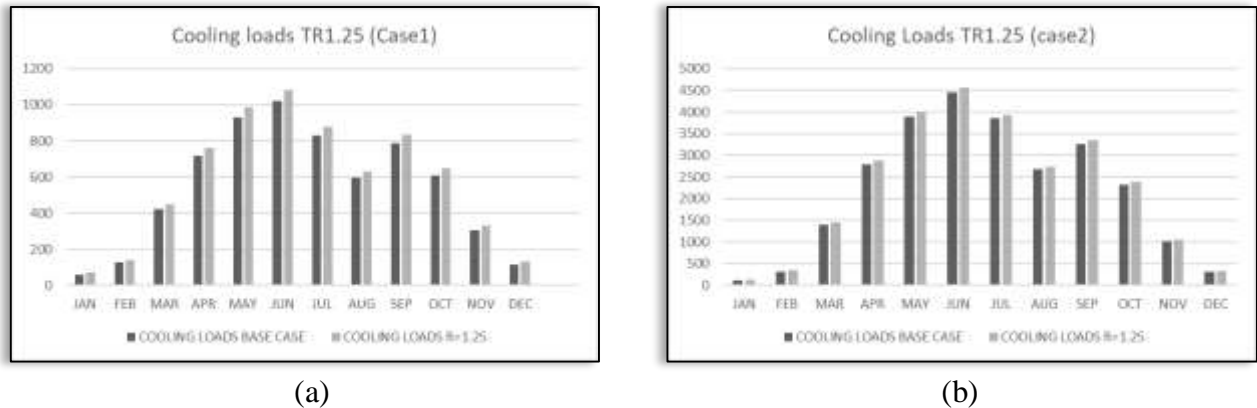 Cooling loads TR1.25 (Case1)
1200
1000
800
600
400
200
0
JAN FEB MAR APR MAY JUN JUL AUG SEP OCT NOV DEC
COOLING LOADS BASE CASE COOLING LOADS R=1.25
(a)
Cooling Loads TR1.25 (case2)
5000
4500
4000
3500
3000
2500
2000
1500
1000
500
0
JAN FEB MAR APR MAY JUN JUL AUG SEP OCT NOV DEC
COOLING LOADS BASE CASE COOLING LOADS R=1.25
(b)